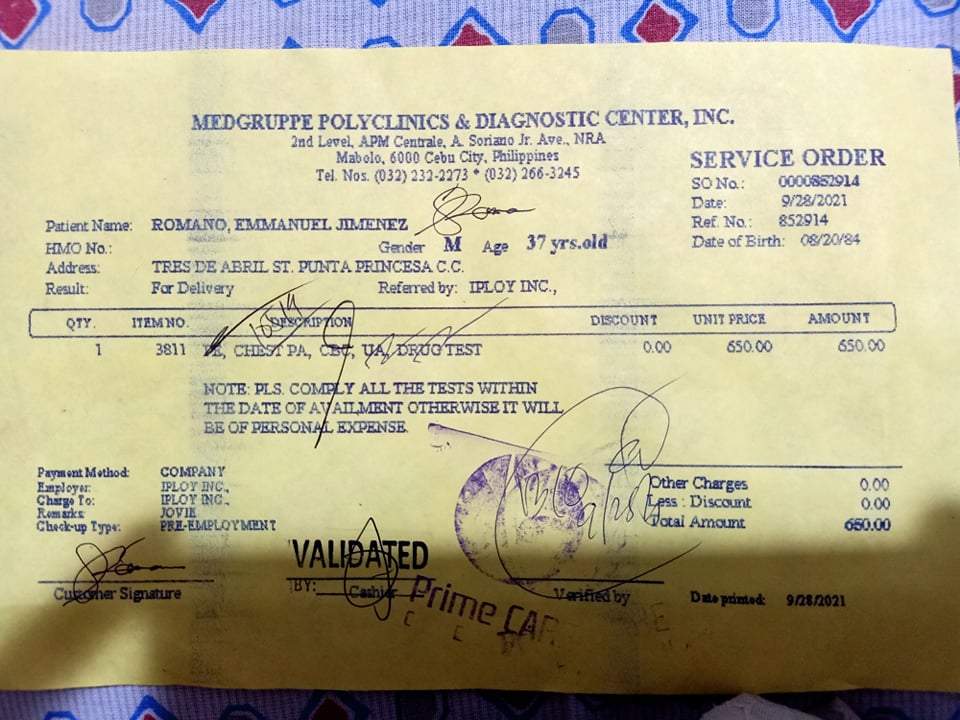 MEDGRUPPE POLYCLINICS & DIAGNOSTIC CENTER, INC.
2nd Level, APM Centrale, A. Soriano Jr. Ave., NRA
Mabolo, 6000 Cebu City, Philippines
Tel. Nos. (032) 232-2273 * (032) 266-3245
SERVICE ORDER
SO No.: 0000852914
Date: 9/28/2021
Ref. No.: 852914
Date of Birth: 08/20/84
Patient Name: ROMANO, EMMANUEL JIMENEZ
HMO No.: Gender M Age 37 yrs.old
Address: TRES DE ABRIL ST. PUNTA PRINCESA C.C.
Result: For Delivery Referred by: IPLOY INC.,
QTY. ITEM NO. DESCRIPTION DISCOUNT UNIT PRICE AMOUNT
1 3811 PE, CHEST PA, CBC, UA, DRUG TEST 0.00 650.00 650.00
NOTE: PLS. COMPLY ALL THE TESTS WITHIN
THE DATE OF AVAILMENT OTHERWISE IT WILL
BE OF PERSONAL EXPENSE.
Payment Method: COMPANY
Employer: IPLOY INC.,
Charge To: IPLOY INC.,
Remarks: JOVIE
Check-up Type: PRE-EMPLOYMENT
Other Charges 0.00
Less : Discount 0.00
Total Amount 650.00
VALIDATED
BY: Cashier
Customer Signature
Verified by
Date printed: 9/28/2021
Prime CARE